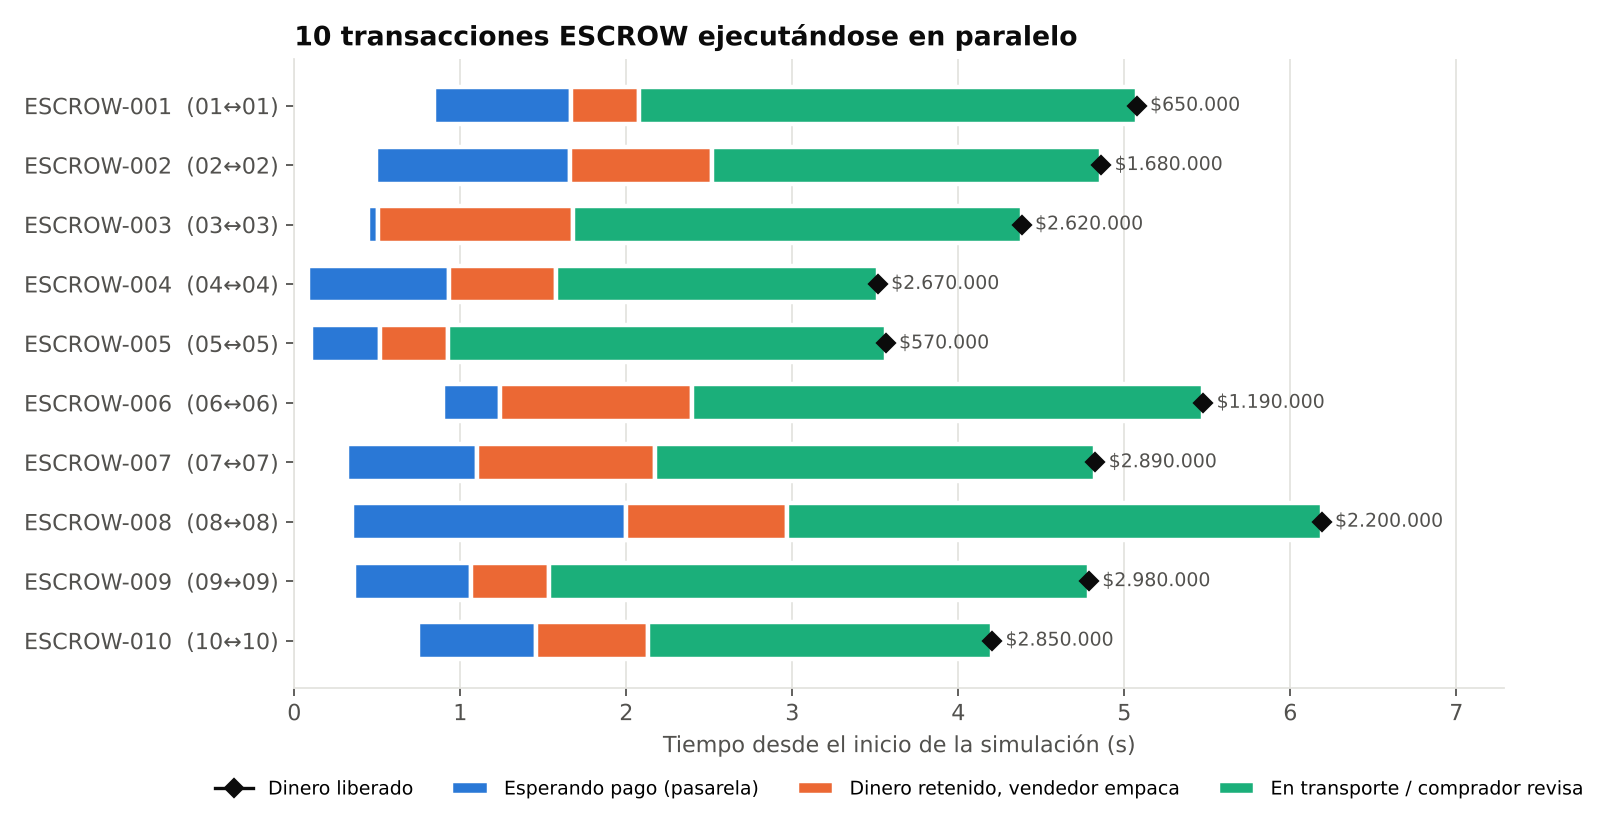 10 transacciones ESCROW ejecutándose en paralelo
ESCROW-001 (01↔01)
$650.000
ESCROW-002 (02↔02)
$1.680.000
ESCROW-003 (03↔03)
$2.620.000
ESCROW-004 (04↔04)
$2.670.000
ESCROW-005 (05↔05)
$570.000
ESCROW-006 (06↔06)
$1.190.000
ESCROW-007 (07↔07)
$2.890.000
ESCROW-008 (08↔08)
$2.200.000
ESCROW-009 (09↔09)
$2.980.000
ESCROW-010 (10↔10)
$2.850.000
0 1 2 3 4 5 6 7
Tiempo desde el inicio de la simulación (s)
Dinero liberado Esperando pago (pasarela) Dinero retenido, vendedor empaca En transporte / comprador revisa